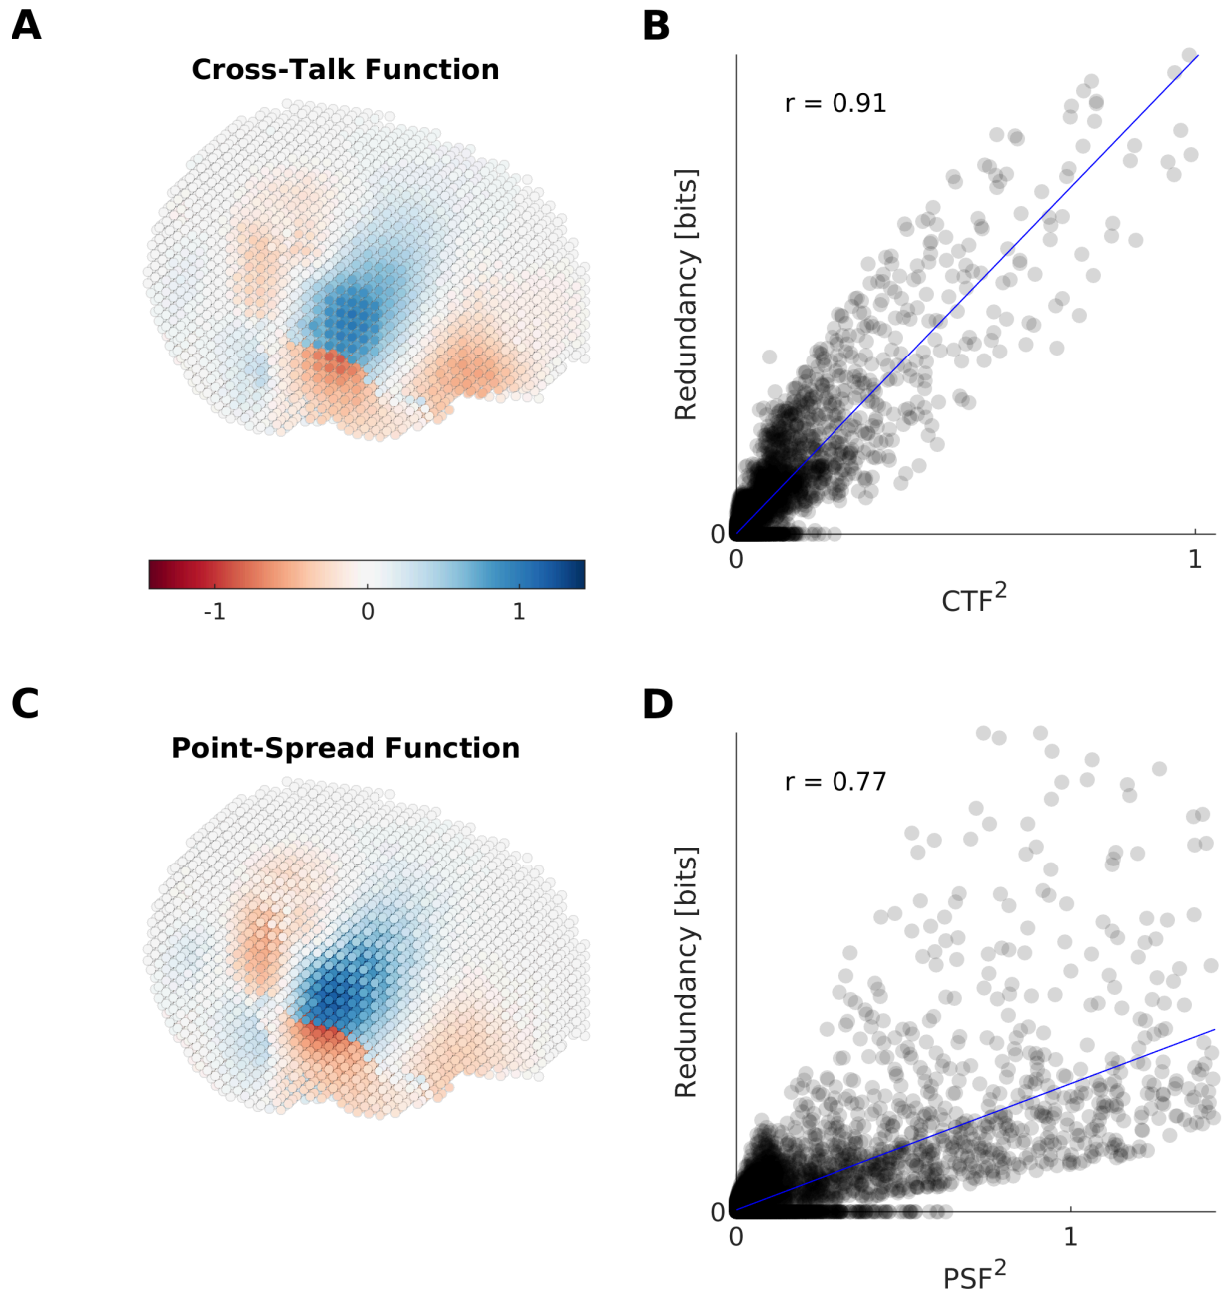 A
Cross-Talk Function
-1 0 1
B
r = 0.91
Redundancy [bits]
0
0 1
CTF²
C
Point-Spread Function
D
r = 0.77
Redundancy [bits]
0
0 1
PSF²